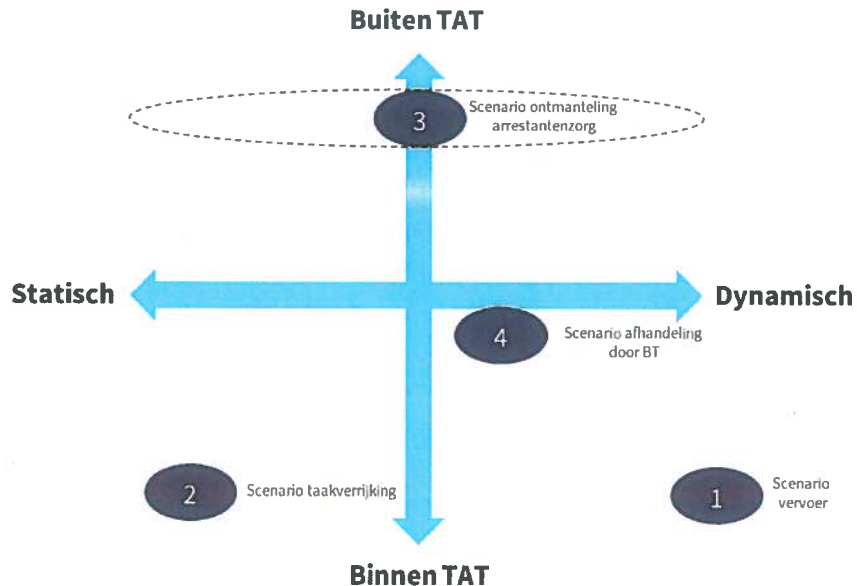 Buiten TAT
3
Scenario ontmanteling
arrestantenzorg
Statisch
Dynamisch
4
Scenario afhandeling
door BT
2
Scenario taakverrijking
1
Scenario
vervoer
Binnen TAT